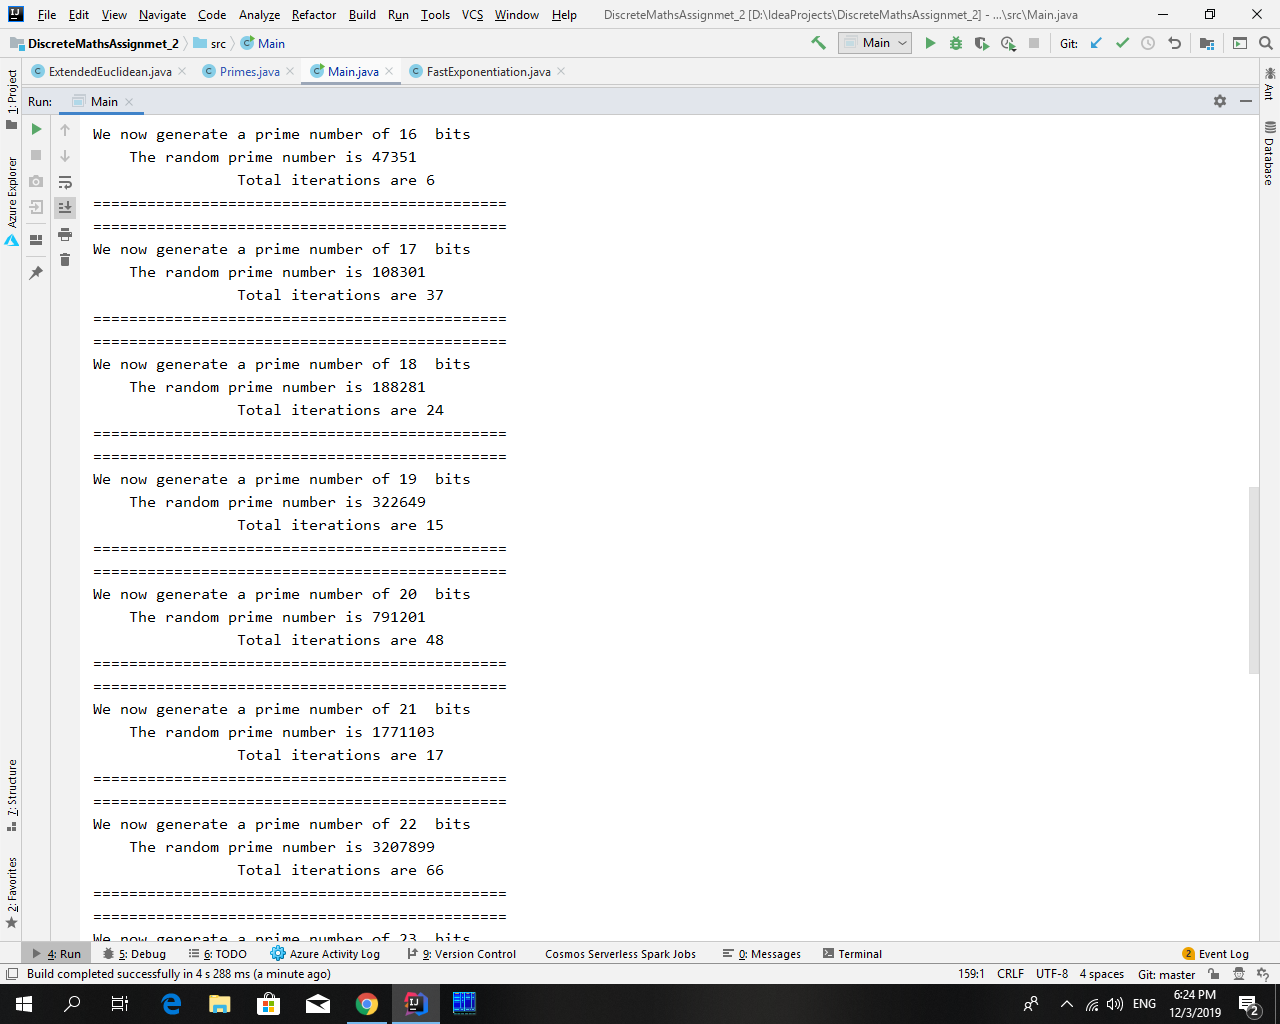 File Edit View Navigate Code Analyze Refactor Build Run Tools VCS Window Help DiscreteMathsAssignmet_2 [D:\IdeaProjects\DiscreteMathsAssignmet_2] - ...\src\Main.java
DiscreteMathsAssignmet_2 src Main Main Git:
ExtendedEuclidean.java Primes.java Main.java FastExponentiation.java
Run: Main
1: Project
Azure Explorer
7: Structure
2: Favorites
Ant
Database
We now generate a prime number of 16  bits
The random prime number is 47351
Total iterations are 6
==============================================
==============================================
We now generate a prime number of 17  bits
The random prime number is 108301
Total iterations are 37
==============================================
==============================================
We now generate a prime number of 18  bits
The random prime number is 188281
Total iterations are 24
==============================================
==============================================
We now generate a prime number of 19  bits
The random prime number is 322649
Total iterations are 15
==============================================
==============================================
We now generate a prime number of 20  bits
The random prime number is 791201
Total iterations are 48
==============================================
==============================================
We now generate a prime number of 21  bits
The random prime number is 1771103
Total iterations are 17
==============================================
==============================================
We now generate a prime number of 22  bits
The random prime number is 3207899
Total iterations are 66
==============================================
==============================================
We now generate a prime number of 23  bits
4: Run 5: Debug 6: TODO Azure Activity Log 9: Version Control Cosmos Serverless Spark Jobs 0: Messages Terminal 2 Event Log
Build completed successfully in 4 s 288 ms (a minute ago) 159:1 CRLF UTF-8 4 spaces Git: master
ENG 6:24 PM
12/3/2019 2